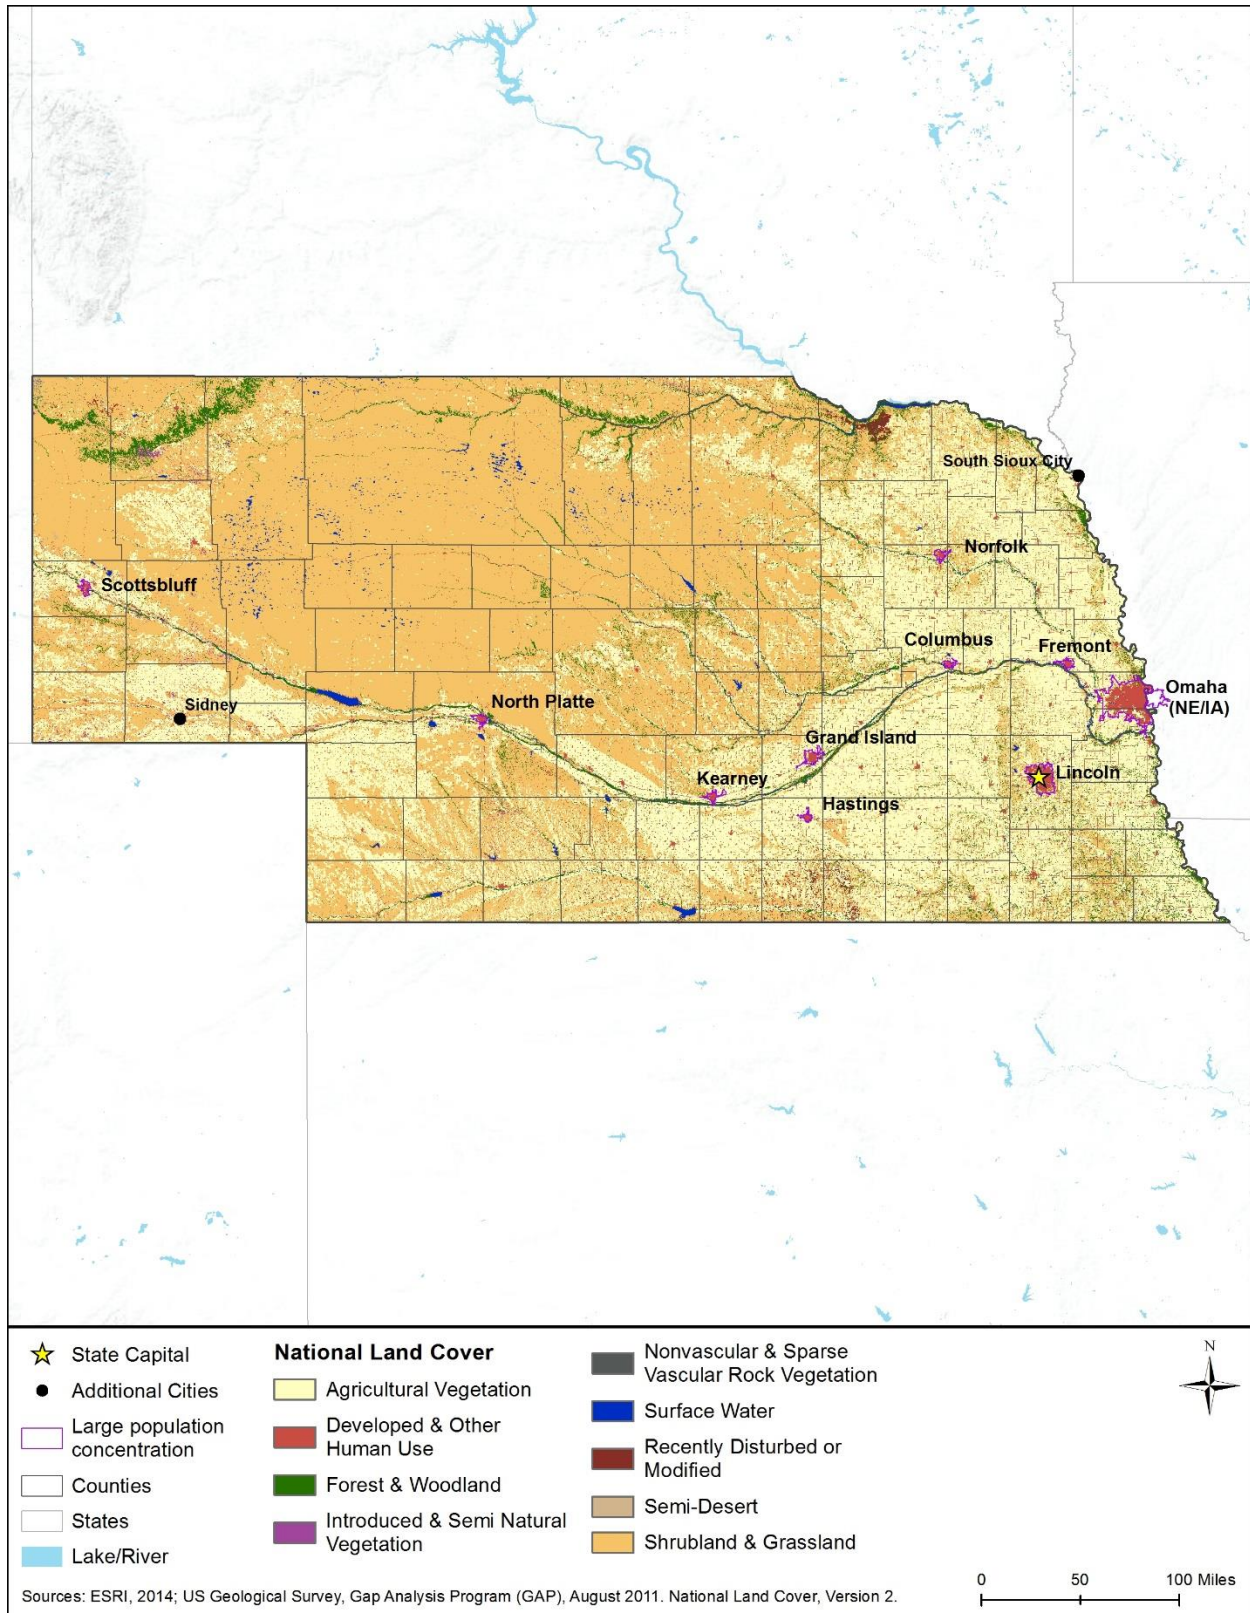 South Sioux City
Norfolk
Scottsbluff
Columbus
Fremont
Omaha
(NE/IA)
Sidney
North Platte
Grand Island
Lincoln
Kearney
Hastings
State Capital
Additional Cities
Large population
concentration
Counties
States
Lake/River
National Land Cover
Agricultural Vegetation
Developed & Other
Human Use
Forest & Woodland
Introduced & Semi Natural
Vegetation
Nonvascular & Sparse
Vascular Rock Vegetation
Surface Water
Recently Disturbed or
Modified
Semi-Desert
Shrubland & Grassland
N
0 50 100 Miles
Sources: ESRI, 2014; US Geological Survey, Gap Analysis Program (GAP), August 2011. National Land Cover, Version 2.